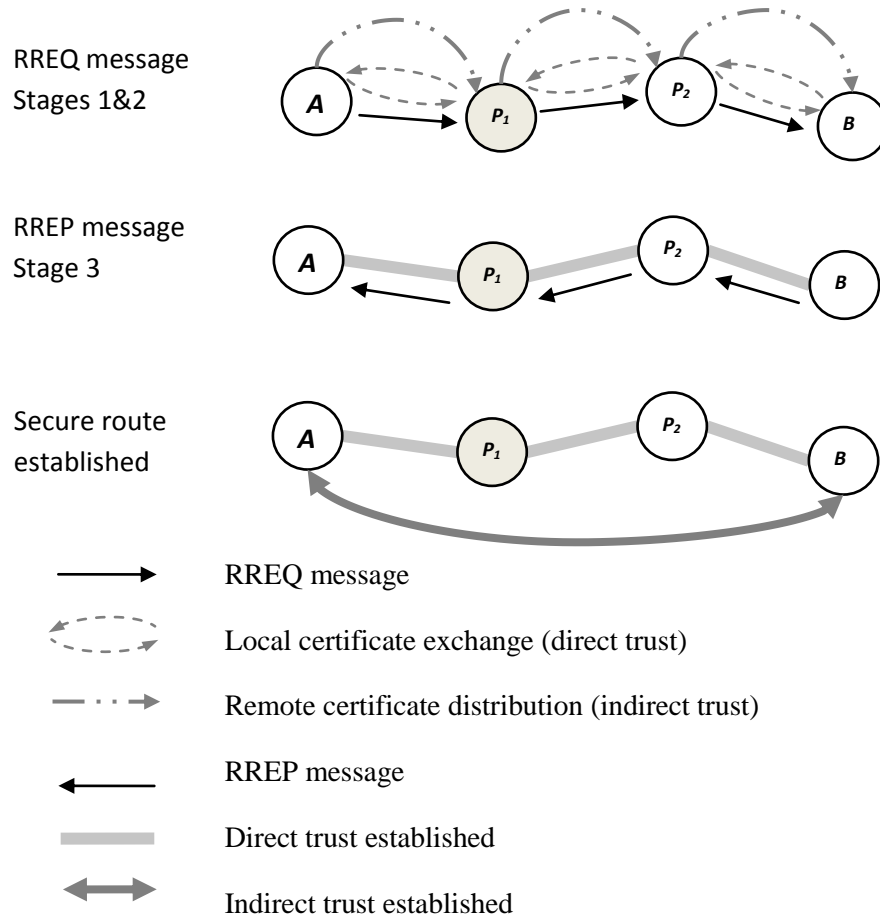 RREQ message
Stages 1&2
A
P1
P2
B
RREP message
Stage 3
A
P1
P2
B
Secure route
established
A
P1
P2
B
RREQ message
Local certificate exchange (direct trust)
Remote certificate distribution (indirect trust)
RREP message
Direct trust established
Indirect trust established